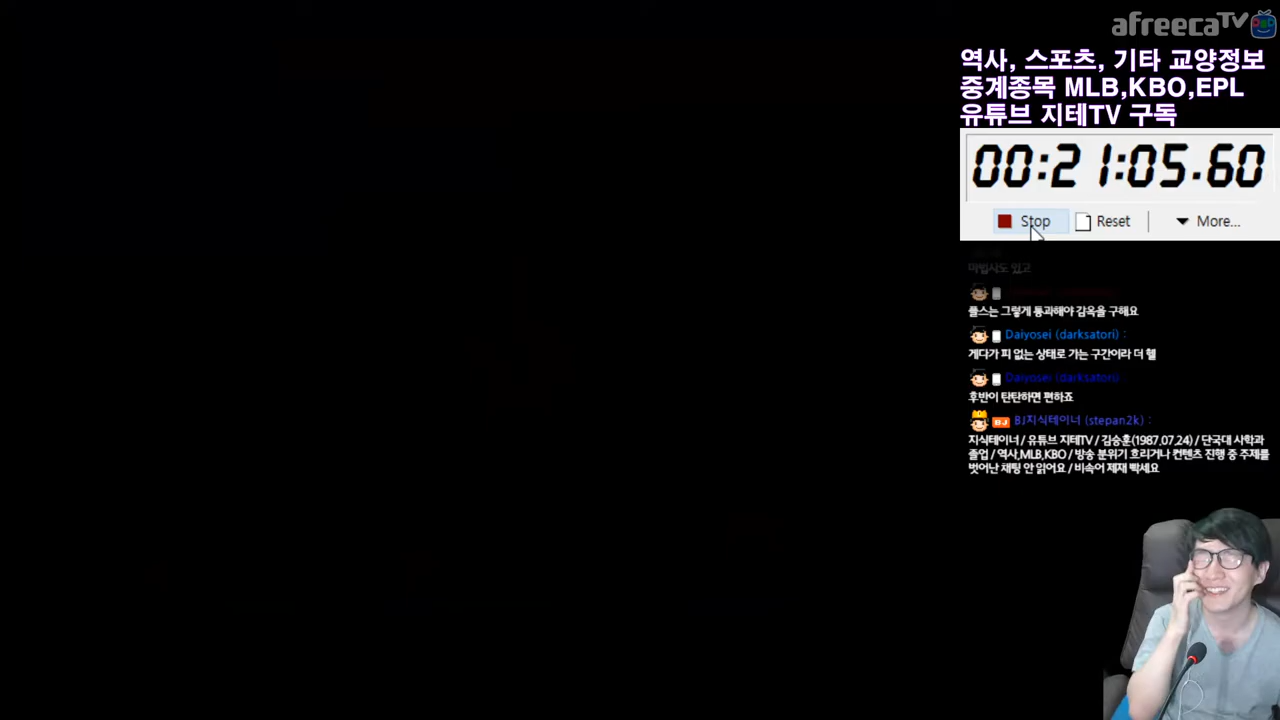 afreecaTV
역사, 스포츠, 기타 교양정보
중계종목 MLB,KBO,EPL
유튜브 지테TV 구독
00:21:05.60
Stop
Reset
More...
마법사도 있고
플스는 그렇게 통과해야 감옥을 구해요
Daiyosei (darksatori) :
게다가 피 없는 상태로 가는 구간이라 더 헬
Daiyosei (darksatori)
후반이 탄탄하면 편하죠
BJ
BJ지식테이너 (stepan2k) :
지식테이너 / 유튜브 지테TV / 김승훈(1987.07.24) / 단국대 사학과
졸업 / 역사,MLB,KBO / 방송 분위기 흐리거나 컨텐츠 진행 중 주제를
벗어난 채팅 안 읽어요 / 비속어 제재 빡세요